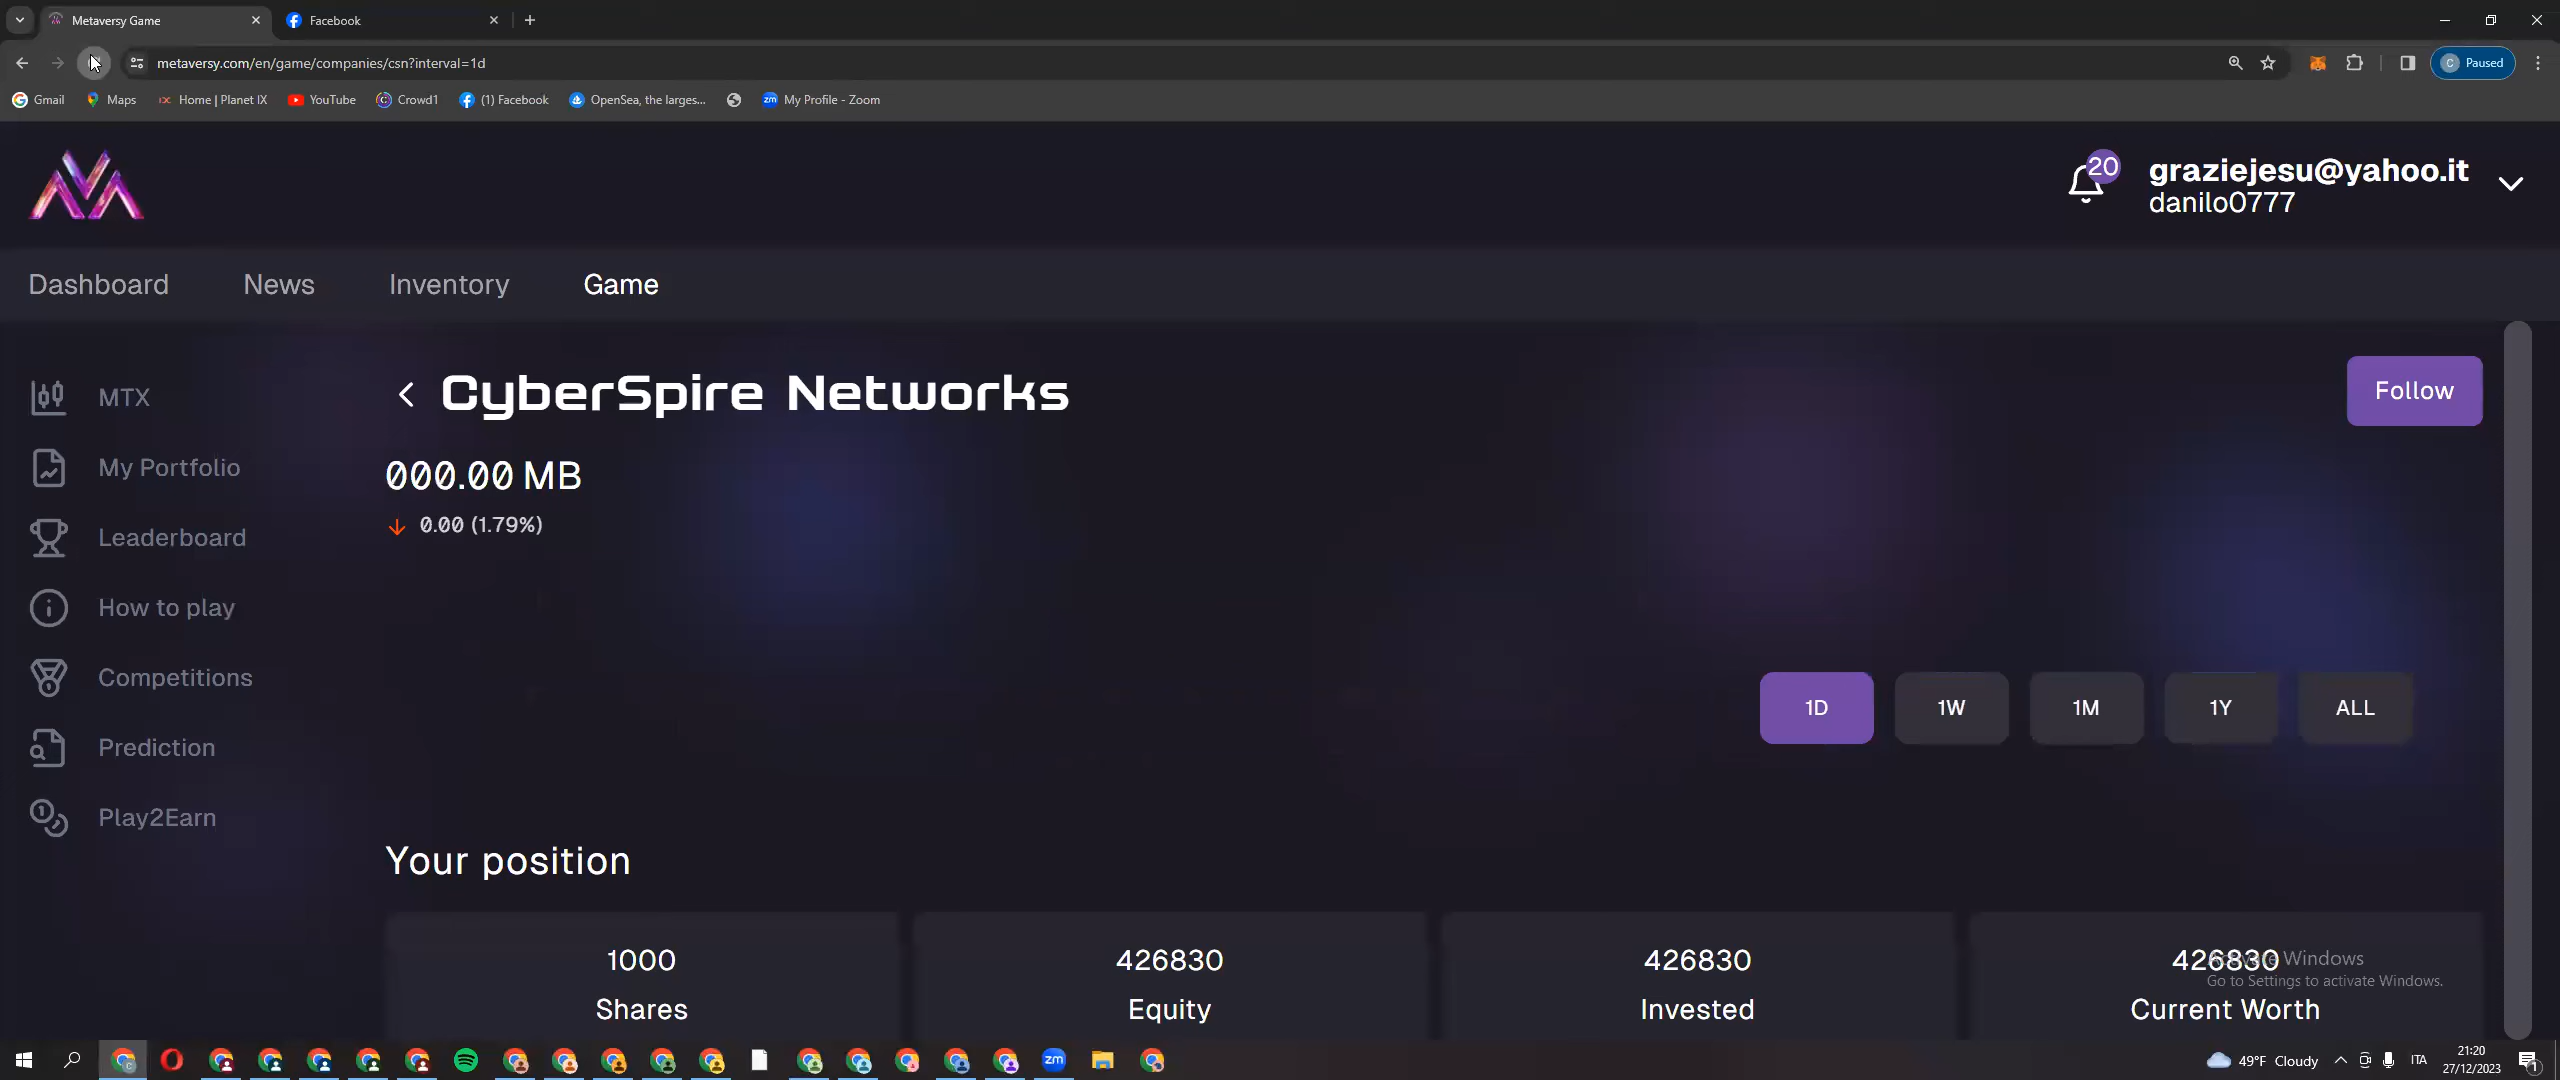 Metaversy Game
Facebook
metaversy.com/en/game/companies/csn?interval=1d
Paused
Gmail
Maps
Home | Planet IX
YouTube
Crowd1
(1) Facebook
OpenSea, the larges...
My Profile - Zoom
20
graziejesu@yahoo.it
danilo0777
Dashboard
News
Inventory
Game
MTX
My Portfolio
Leaderboard
How to play
Competitions
Prediction
Play2Earn
CyberSpire Networks
Follow
000.00 MB
0.00 (1.79%)
1D
1W
1M
1Y
ALL
Your position
1000
Shares
426830
Equity
426830
Invested
426830
Current Worth
Activate Windows
Go to Settings to activate Windows.
49°F Cloudy
ITA
21:20
27/12/2023